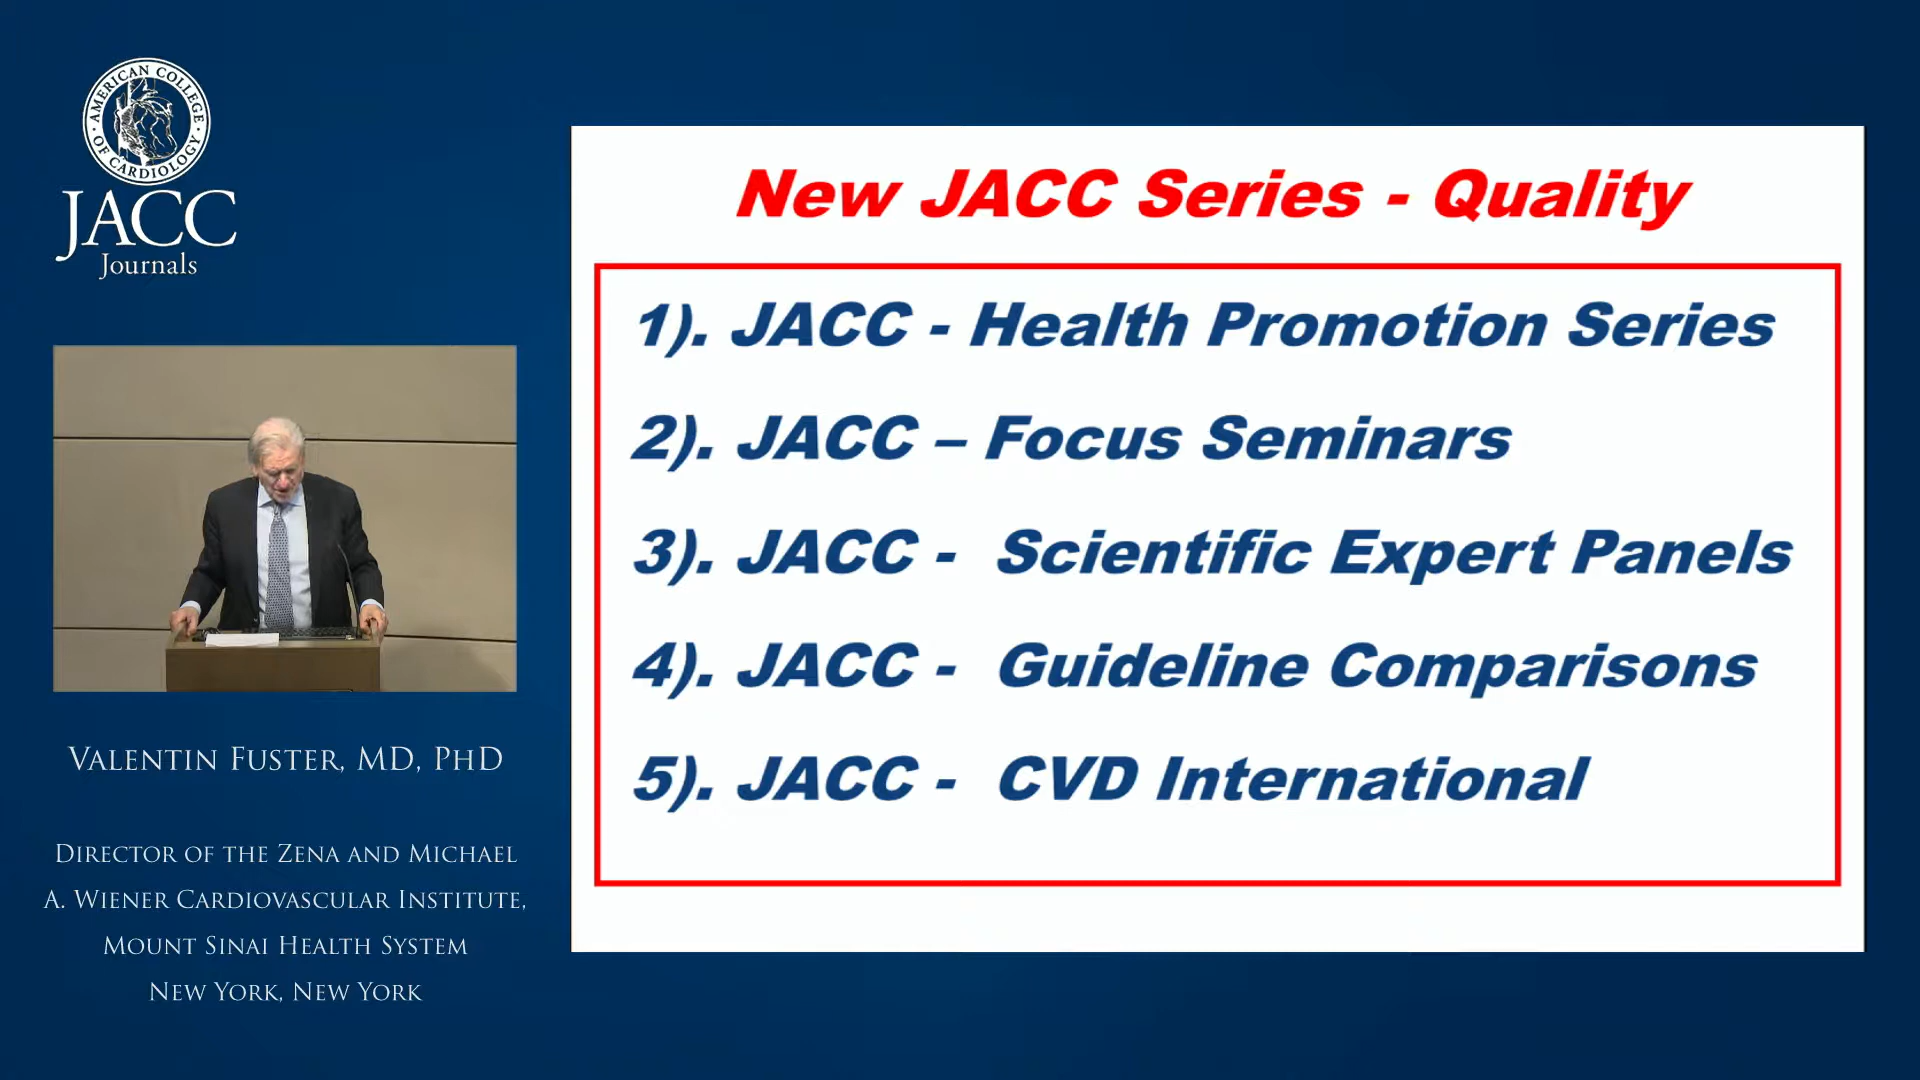 AMERICAN COLLEGE
OF CARDIOLOGY
JACC
Journals
VALENTIN FUSTER, MD, PHD
DIRECTOR OF THE ZENA AND MICHAEL
A. WIENER CARDIOVASCULAR INSTITUTE,
MOUNT SINAI HEALTH SYSTEM
NEW YORK, NEW YORK
New JACC Series - Quality
1). JACC - Health Promotion Series
2). JACC – Focus Seminars
3). JACC - Scientific Expert Panels
4). JACC - Guideline Comparisons
5). JACC - CVD International